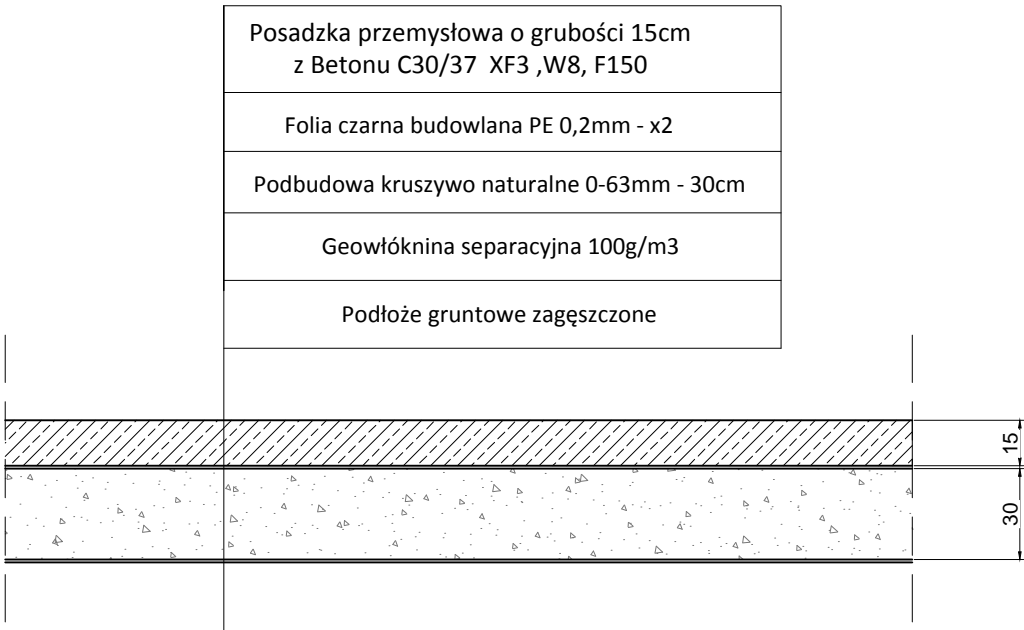 Posadzka przemysłowa o grubości 15cm
z Betonu C30/37 XF3 ,W8, F150
Folia czarna budowlana PE 0,2mm - x2
Podbudowa kruszywo naturalne 0-63mm - 30cm
Geowłóknina separacyjna 100g/m3
Podłoże gruntowe zagęszczone
15
30